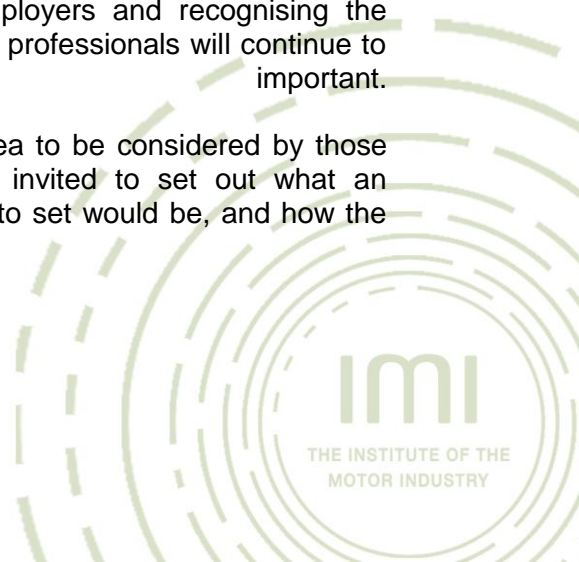 ployers and recognising the
professionals will continue to
important.
ea to be considered by those
invited to set out what an
to set would be, and how the
IMI
THE INSTITUTE OF THE
MOTOR INDUSTRY